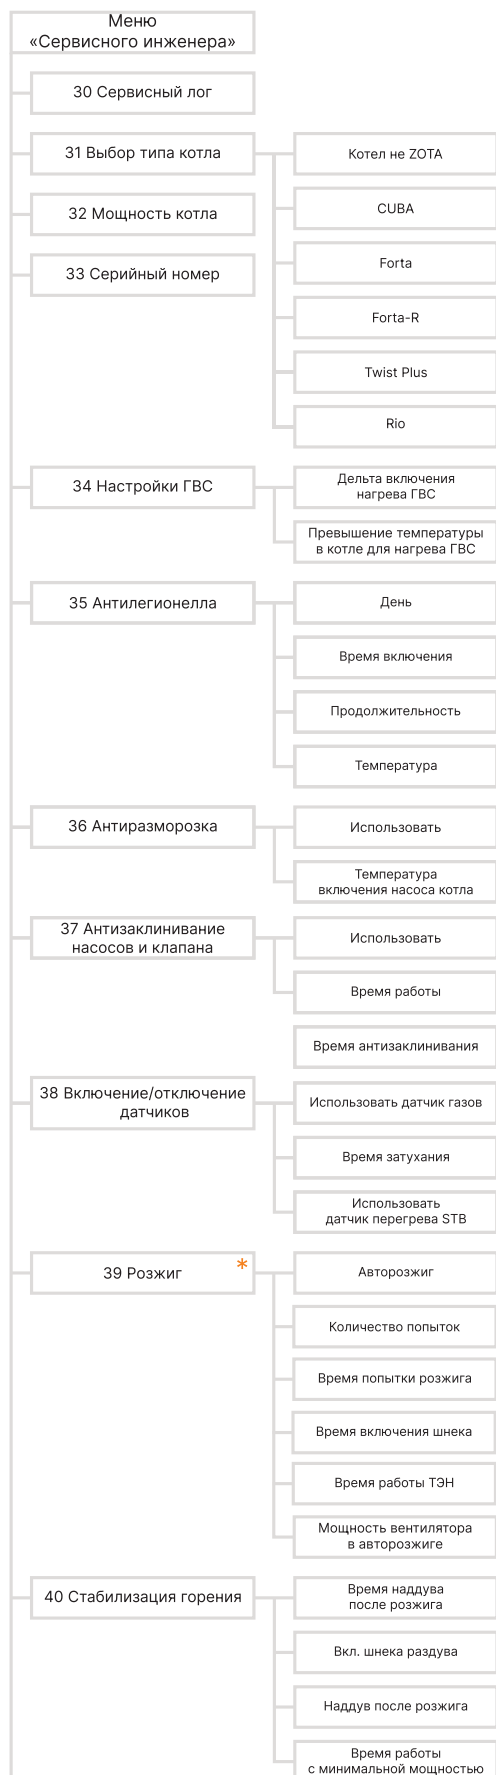 Меню
«Сервисного инженера»
30 Сервисный лог
31 Выбор типа котла
Котел не ZOTA
CUBA
32 Мощность котла
Forta
33 Серийный номер
Forta-R
Twist Plus
Rio
34 Настройки ГВС
Дельта включения
нагрева ГВС
Превышение температуры
в котле для нагрева ГВС
35 Антилегионелла
День
Время включения
Продолжительность
Температура
36 Антиразморозка
Использовать
Температура
включения насоса котла
37 Антизаклинивание
насосов и клапана
Использовать
Время работы
Время антизаклинивания
38 Включение/отключение
датчиков
Использовать датчик газов
Время затухания
Использовать
датчик перегрева STB
39 Розжиг *
Авторозжиг
Количество попыток
Время попытки розжига
Время включения шнека
Время работы ТЭН
Мощность вентилятора
в авторозжиге
40 Стабилизация горения
Время наддува
после розжига
Вкл. шнека раздува
Наддув после розжига
Время работы
с минимальной мощностью